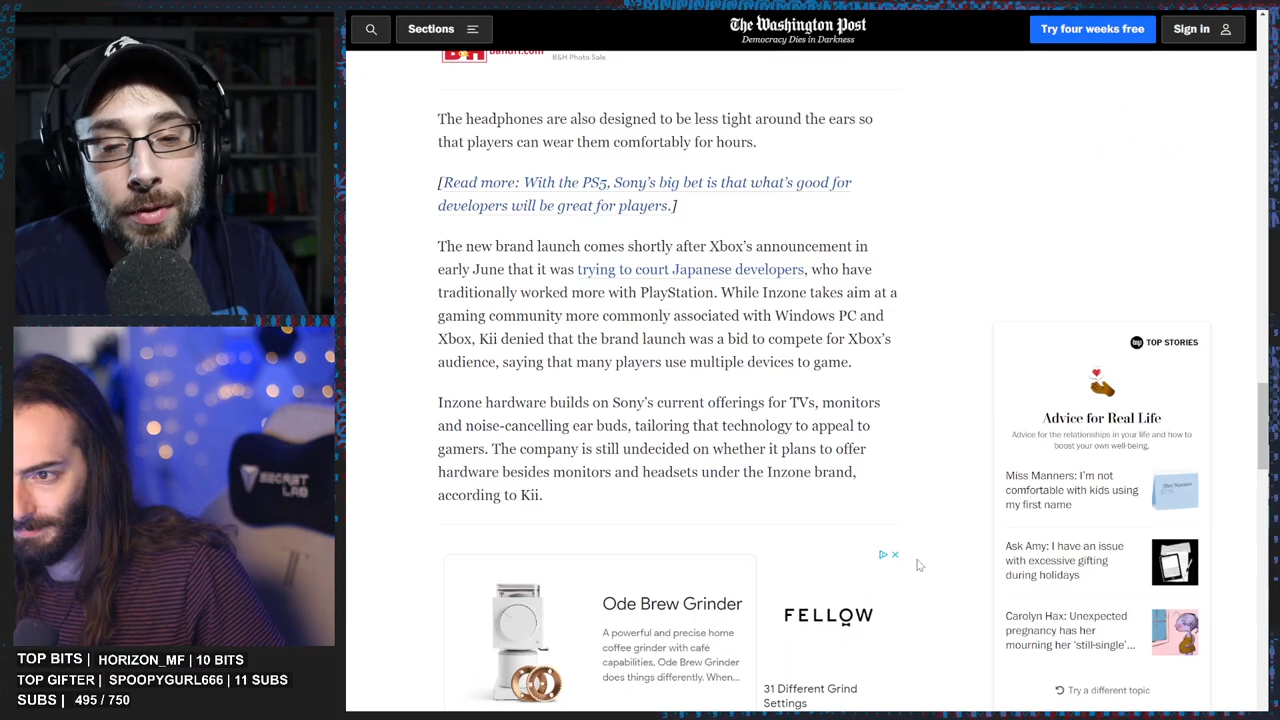 Sections
The Washington Post
Democracy Dies in Darkness
Try four weeks free
Sign in
B&H Photo Sale
The headphones are also designed to be less tight around the ears so
that players can wear them comfortably for hours.
[Read more: With the PS5, Sony's big bet is that what's good for
developers will be great for players.]
The new brand launch comes shortly after Xbox's announcement in
early June that it was trying to court Japanese developers, who have
traditionally worked more with PlayStation. While Inzone takes aim at a
gaming community more commonly associated with Windows PC and
Xbox, Kii denied that the brand launch was a bid to compete for Xbox's
audience, saying that many players use multiple devices to game.
Inzone hardware builds on Sony's current offerings for TVs, monitors
and noise-cancelling ear buds, tailoring that technology to appeal to
gamers. The company is still undecided on whether it plans to offer
hardware besides monitors and headsets under the Inzone brand,
according to Kii.
Ode Brew Grinder
A powerful and precise home
coffee grinder with café
capabilities, Ode Brew Grinder
does things differently. When...
FELLOW
31 Different Grind
Settings
TOP STORIES
Advice for Real Life
Advice for the relationships in your life and how to
boost your own well-being.
Miss Manners: I'm not
comfortable with kids using
my first name
Ask Amy: I have an issue
with excessive gifting
during holidays
Carolyn Hax: Unexpected
pregnancy has her
mourning her 'still-single'...
Try a different topic
SECRET
LAB
TOP BITS | HORIZON_MF | 10 BITS
TOP GIFTER | SPOOPYGURL666 | 11 SUBS
SUBS | 495 / 750